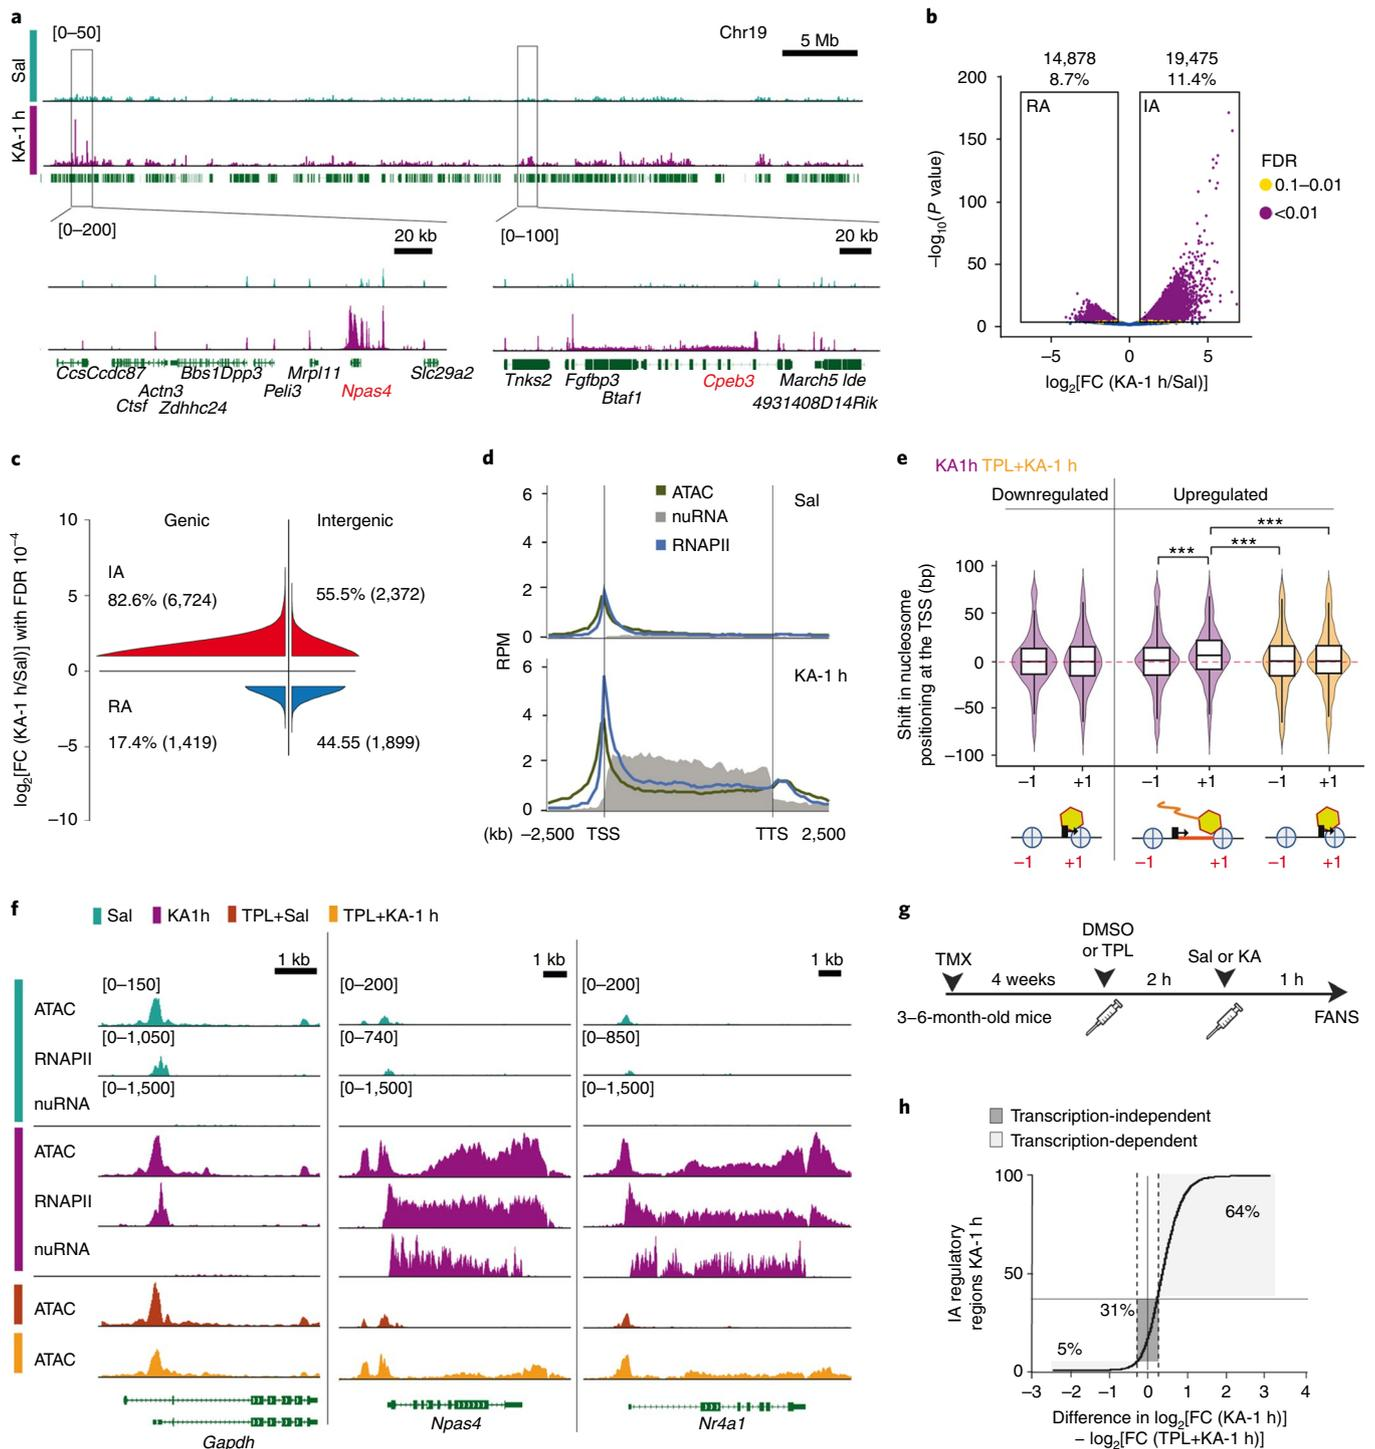 a
[0–50]
Chr19
5 Mb
Sal
KA-1 h
[0–200]
20 kb
[0–100]
20 kb
CcsCcdc87 Bbs1Dpp3 Mrpl11 Slc29a2
Actn3 Peli3 Npas4
Ctsf Zdhhc24
Tnks2 Fgfbp3 Cpeb3 March5 Ide
Btaf1 4931408D14Rik
b
14,878 19,475
8.7% 11.4%
RA IA
200
150
100
50
0
–log10(P value)
–5 0 5
log2[FC (KA-1 h/Sal)]
FDR
0.1–0.01
<0.01
c
log2[FC (KA-1 h/Sal)] with FDR 10–4
10
5
0
–5
–10
Genic Intergenic
IA
82.6% (6,724) 55.5% (2,372)
RA
17.4% (1,419) 44.55 (1,899)
d
ATAC
nuRNA
RNAPII
Sal
6
4
2
0
RPM
KA-1 h
6
4
2
0
(kb) –2,500 TSS TTS 2,500
e
KA1h TPL+KA-1 h
Downregulated Upregulated
*** *** ***
Shift in nucleosome
positioning at the TSS (bp)
100
50
0
–50
–100
–1 +1 –1 +1 –1 +1
–1 +1 –1 +1 –1 +1
f
Sal KA1h TPL+Sal TPL+KA-1 h
1 kb 1 kb 1 kb
[0–150] [0–200] [0–200]
ATAC
[0–1,050] [0–740] [0–850]
RNAPII
[0–1,500] [0–1,500] [0–1,500]
nuRNA
ATAC
RNAPII
nuRNA
ATAC
ATAC
Gapdh Npas4 Nr4a1
g
DMSO
or TPL
TMX Sal or KA
4 weeks 2 h 1 h
3–6-month-old mice FANS
h
Transcription-independent
Transcription-dependent
IA regulatory
regions KA-1 h
100
50
0
64%
31%
5%
–3 –2 –1 0 1 2 3 4
Difference in log2[FC (KA-1 h)]
– log2[FC (TPL+KA-1 h)]